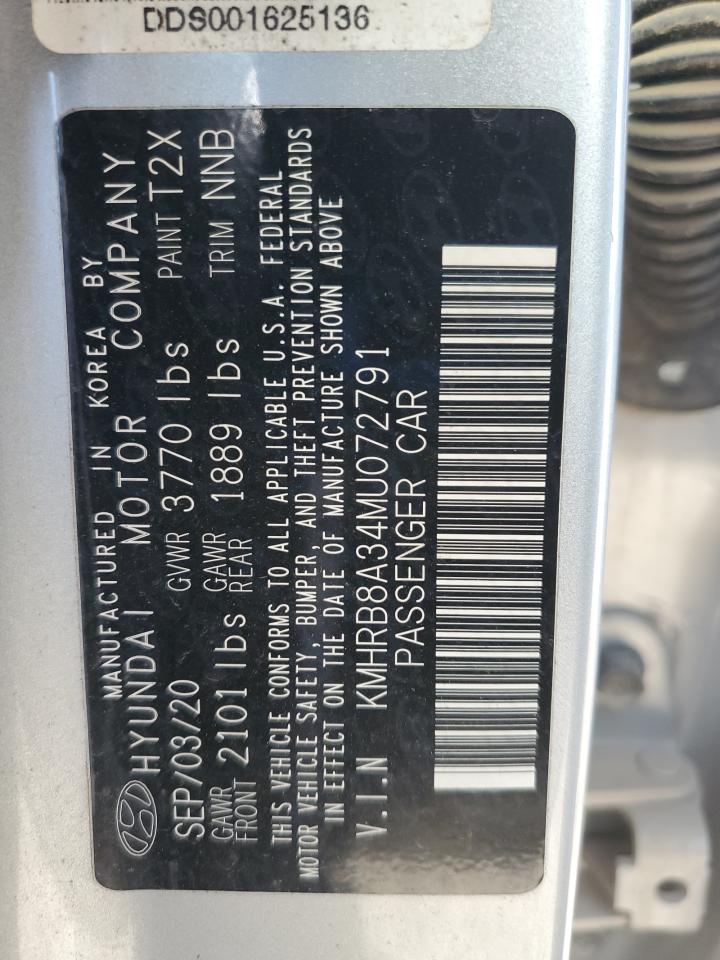 DDS001625136
MANUFACTURED IN KOREA BY
HYUNDAI MOTOR COMPANY
SEP/03/20 GVWR 3770 lbs PAINT T2X
GAWR FRONT 2101 lbs GAWR REAR 1889 lbs TRIM NNB
THIS VEHICLE CONFORMS TO ALL APPLICABLE U.S.A. FEDERAL
MOTOR VEHICLE SAFETY, BUMPER, AND THEFT PREVENTION STANDARDS
IN EFFECT ON THE DATE OF MANUFACTURE SHOWN ABOVE
V.I.N KMHRB8A34MU072791
PASSENGER CAR